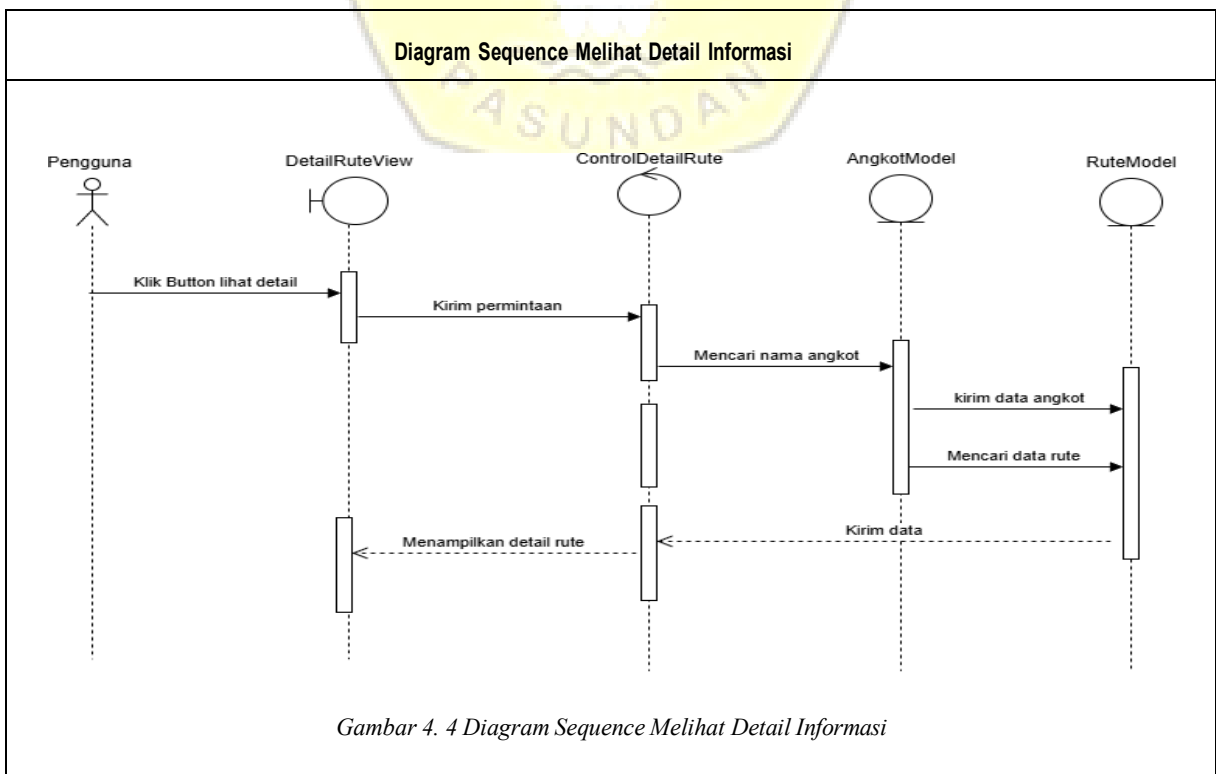 Diagram Sequence Melihat Detail Informasi
PASUNDAN
Pengguna
DetailRuteView
ControlDetailRute
AngkotModel
RuteModel
Klik Button lihat detail
Kirim permintaan
Mencari nama angkot
kirim data angkot
Mencari data rute
Kirim data
Menampilkan detail rute
Gambar 4. 4 Diagram Sequence Melihat Detail Informasi